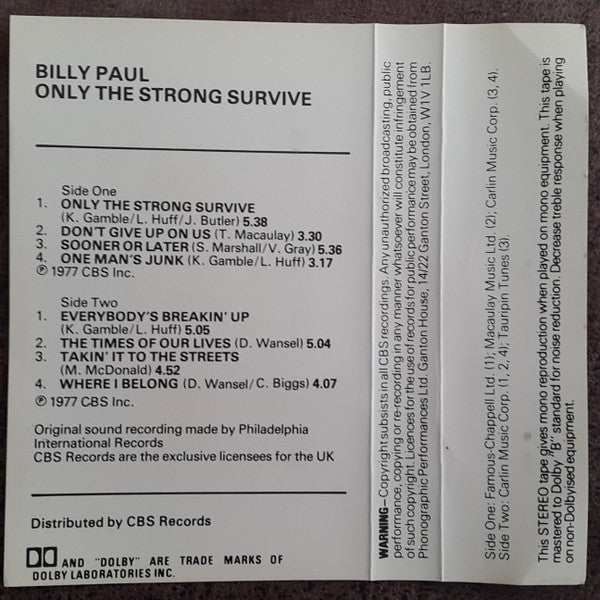 BILLY PAUL
ONLY THE STRONG SURVIVE
Side One
1. ONLY THE STRONG SURVIVE
(K. Gamble/L. Huff/J. Butler) 5.38
2. DON'T GIVE UP ON US (T. Macaulay) 3.30
3. SOONER OR LATER (S. Marshall/V. Gray) 5.36
4. ONE MAN'S JUNK (K. Gamble/L. Huff) 3.17
℗ 1977 CBS Inc.
Side Two
1. EVERYBODY'S BREAKIN' UP
(K. Gamble/L. Huff) 5.05
2. THE TIMES OF OUR LIVES (D. Wansel) 5.04
3. TAKIN' IT TO THE STREETS
(M. McDonald) 4.52
4. WHERE I BELONG (D. Wansel/C. Biggs) 4.07
℗ 1977 CBS Inc.
Original sound recording made by Philadelphia
International Records
CBS Records are the exclusive licensees for the UK
Distributed by CBS Records
AND "DOLBY" ARE TRADE MARKS OF
DOLBY LABORATORIES INC.
WARNING – Copyright subsists in all CBS recordings. Any unauthorized broadcasting, public
performance, copying or re-recording in any manner whatsoever will constitute infringement
of such copyright. Licences for the use of records for public performance may be obtained from
Phonographic Performances Ltd. Ganton House, 14/22 Ganton Street, London, W1V 1LB.
Side One: Famous-Chappell Ltd. (1); Macaulay Music Ltd. (2); Carlin Music Corp. (3, 4).
Side Two: Carlin Music Corp. (1, 2, 4); Tauripin Tunes (3).
This STEREO tape gives mono reproduction when played on mono equipment. This tape is
mastered to Dolby "B" standard for noise reduction. Decrease treble response when playing
on non-Dolbyised equipment.